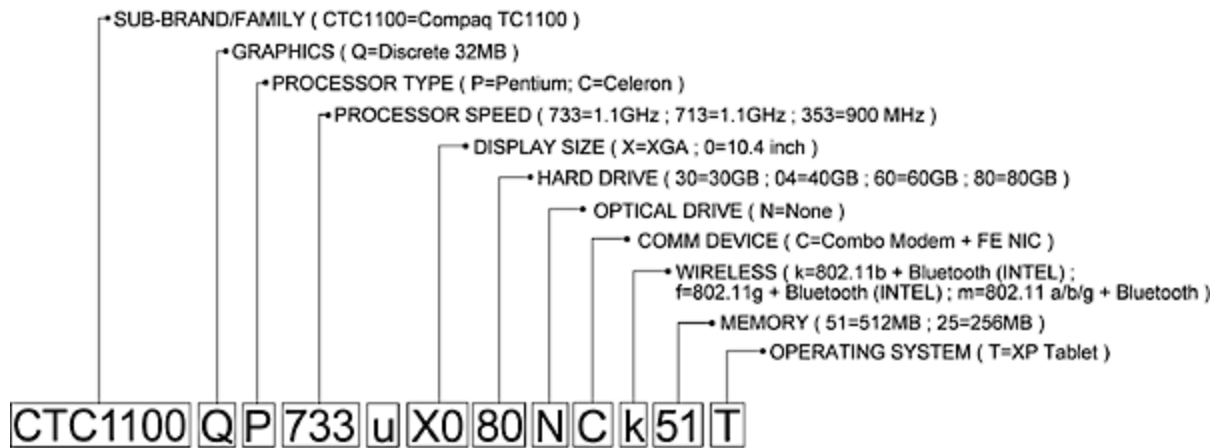 SUB-BRAND/FAMILY ( CTC1100=Compaq TC1100 )
GRAPHICS ( Q=Discrete 32MB )
PROCESSOR TYPE ( P=Pentium; C=Celeron )
PROCESSOR SPEED ( 733=1.1GHz ; 713=1.1GHz ; 353=900 MHz )
DISPLAY SIZE ( X=XGA ; 0=10.4 inch )
HARD DRIVE ( 30=30GB ; 04=40GB ; 60=60GB ; 80=80GB )
OPTICAL DRIVE ( N=None )
COMM DEVICE ( C=Combo Modem + FE NIC )
WIRELESS ( k=802.11b + Bluetooth (INTEL) ;
f=802.11g + Bluetooth (INTEL) ; m=802.11 a/b/g + Bluetooth )
MEMORY ( 51=512MB ; 25=256MB )
OPERATING SYSTEM ( T=XP Tablet )
CTC1100 Q P 733 u X0 80 N C k 51 T